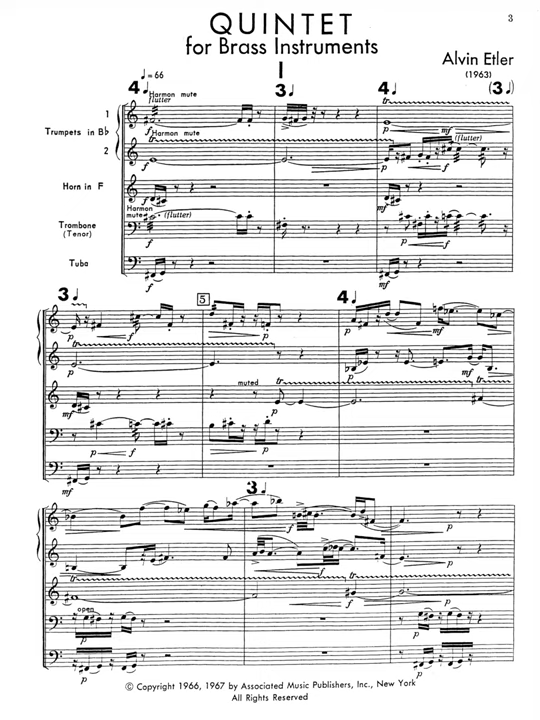 QUINTET
for Brass Instruments
3
Alvin Etler
(1963)
I
♩ = 66
4♩
3♩
4♩
(3♩)
Trumpets in B♭
1
Harmon mute
flutter
f
p
mf
2
Harmon mute
f
(flutter)
f
Horn in F
mf
mf
Trombone
(Tenor)
Harmon
mute
(flutter)
f
f
Tuba
mf
mf
3♩
5
4♩
p
f
p
f
p
p
mf
p
mf
muted
p
mf
p
f
p
mf
3♩
f
p
p
f
p
open
p
p
p
p
© Copyright 1966, 1967 by Associated Music Publishers, Inc., New York
All Rights Reserved